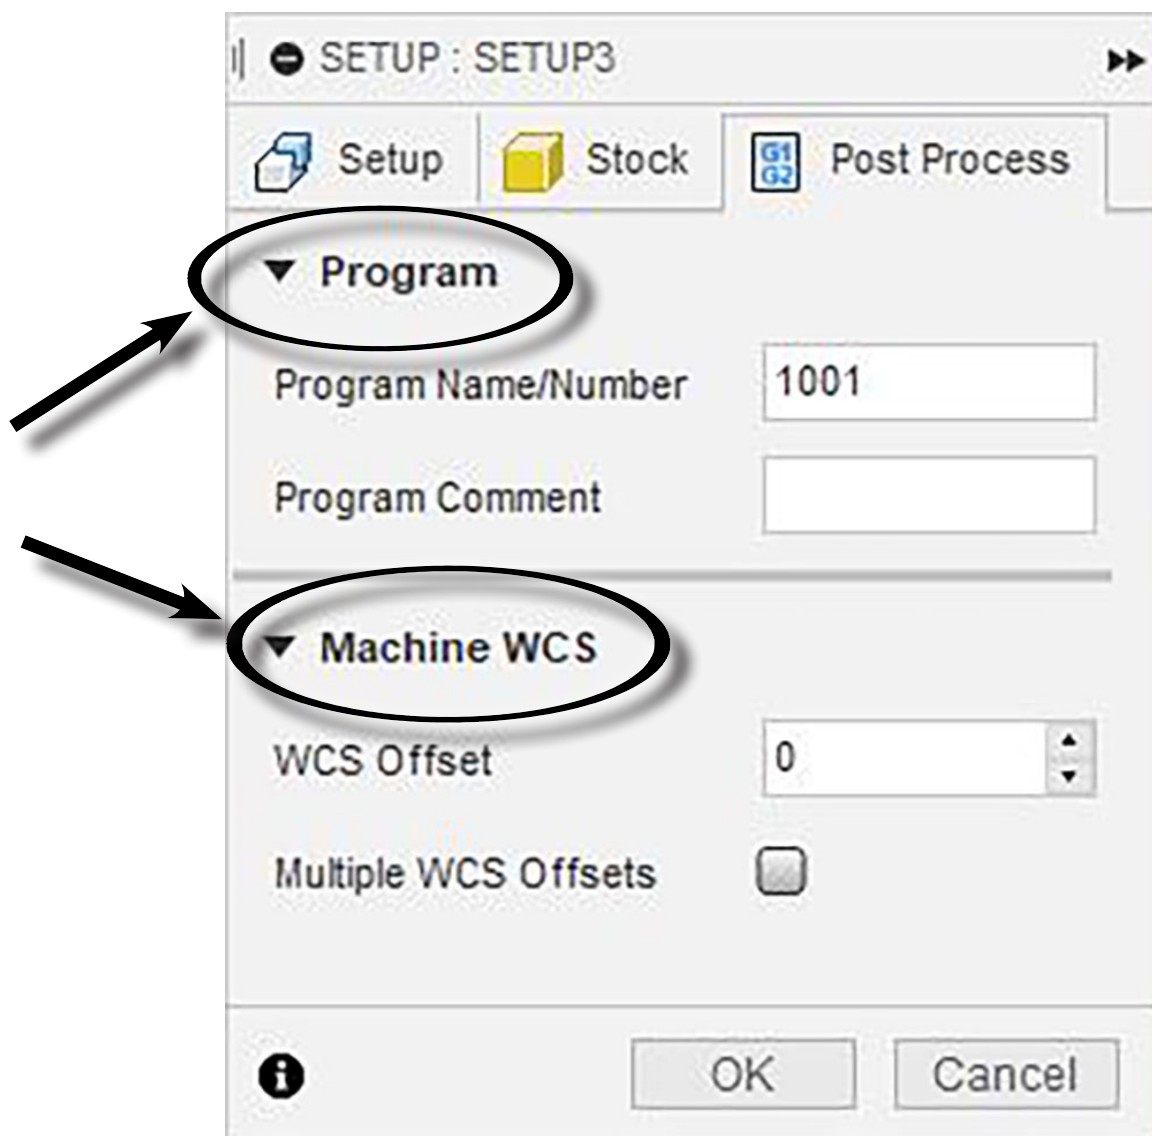 SETUP : SETUP3
Setup Stock G1 G2 Post Process
Program
Program Name/Number 1001
Program Comment
Machine WCS
WCS Offset 0
Multiple WCS Offsets
OK Cancel